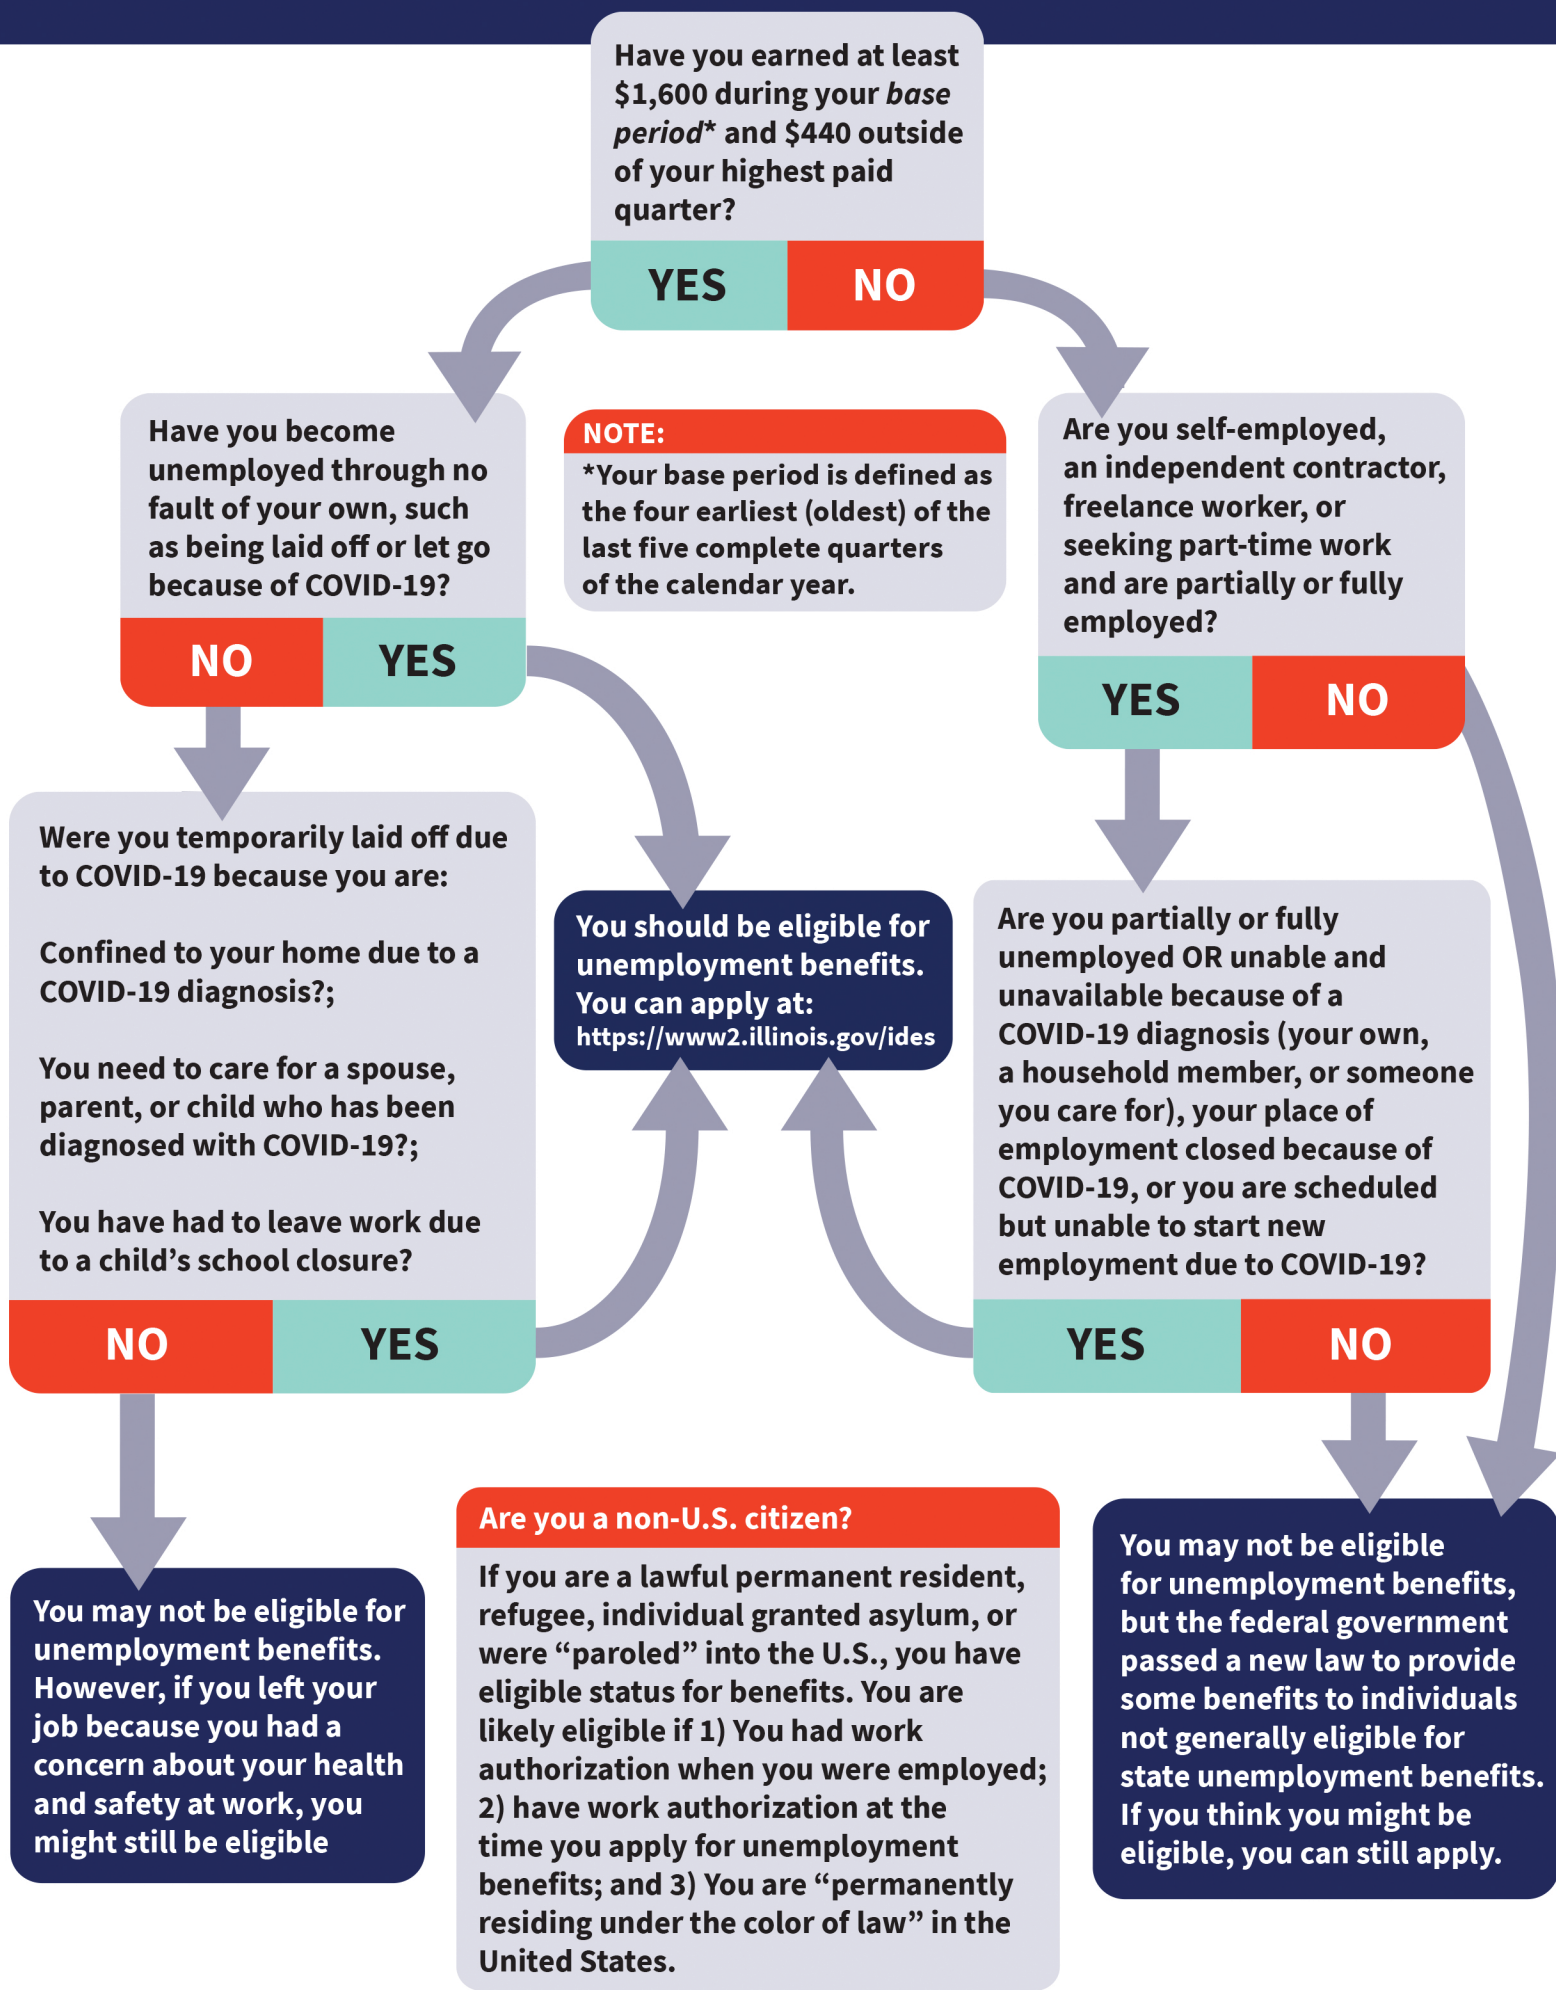 Have you earned at least
$1,600 during your base
period* and $440 outside
of your highest paid
quarter?
YES
NO
Have you become
unemployed through no
fault of your own, such
as being laid off or let go
because of COVID-19?
NO
YES
NOTE:
*Your base period is defined as
the four earliest (oldest) of the
last five complete quarters
of the calendar year.
Are you self-employed,
an independent contractor,
freelance worker, or
seeking part-time work
and are partially or fully
employed?
YES
NO
Were you temporarily laid off due
to COVID-19 because you are:
Confined to your home due to a
COVID-19 diagnosis?;
You need to care for a spouse,
parent, or child who has been
diagnosed with COVID-19?;
You have had to leave work due
to a child's school closure?
NO
YES
You should be eligible for
unemployment benefits.
You can apply at:
https://www2.illinois.gov/ides
Are you partially or fully
unemployed OR unable and
unavailable because of a
COVID-19 diagnosis (your own,
a household member, or someone
you care for), your place of
employment closed because of
COVID-19, or you are scheduled
but unable to start new
employment due to COVID-19?
YES
NO
You may not be eligible for
unemployment benefits.
However, if you left your
job because you had a
concern about your health
and safety at work, you
might still be eligible
Are you a non-U.S. citizen?
If you are a lawful permanent resident,
refugee, individual granted asylum, or
were “paroled” into the U.S., you have
eligible status for benefits. You are
likely eligible if 1) You had work
authorization when you were employed;
2) have work authorization at the
time you apply for unemployment
benefits; and 3) You are “permanently
residing under the color of law” in the
United States.
You may not be eligible
for unemployment benefits,
but the federal government
passed a new law to provide
some benefits to individuals
not generally eligible for
state unemployment benefits.
If you think you might be
eligible, you can still apply.